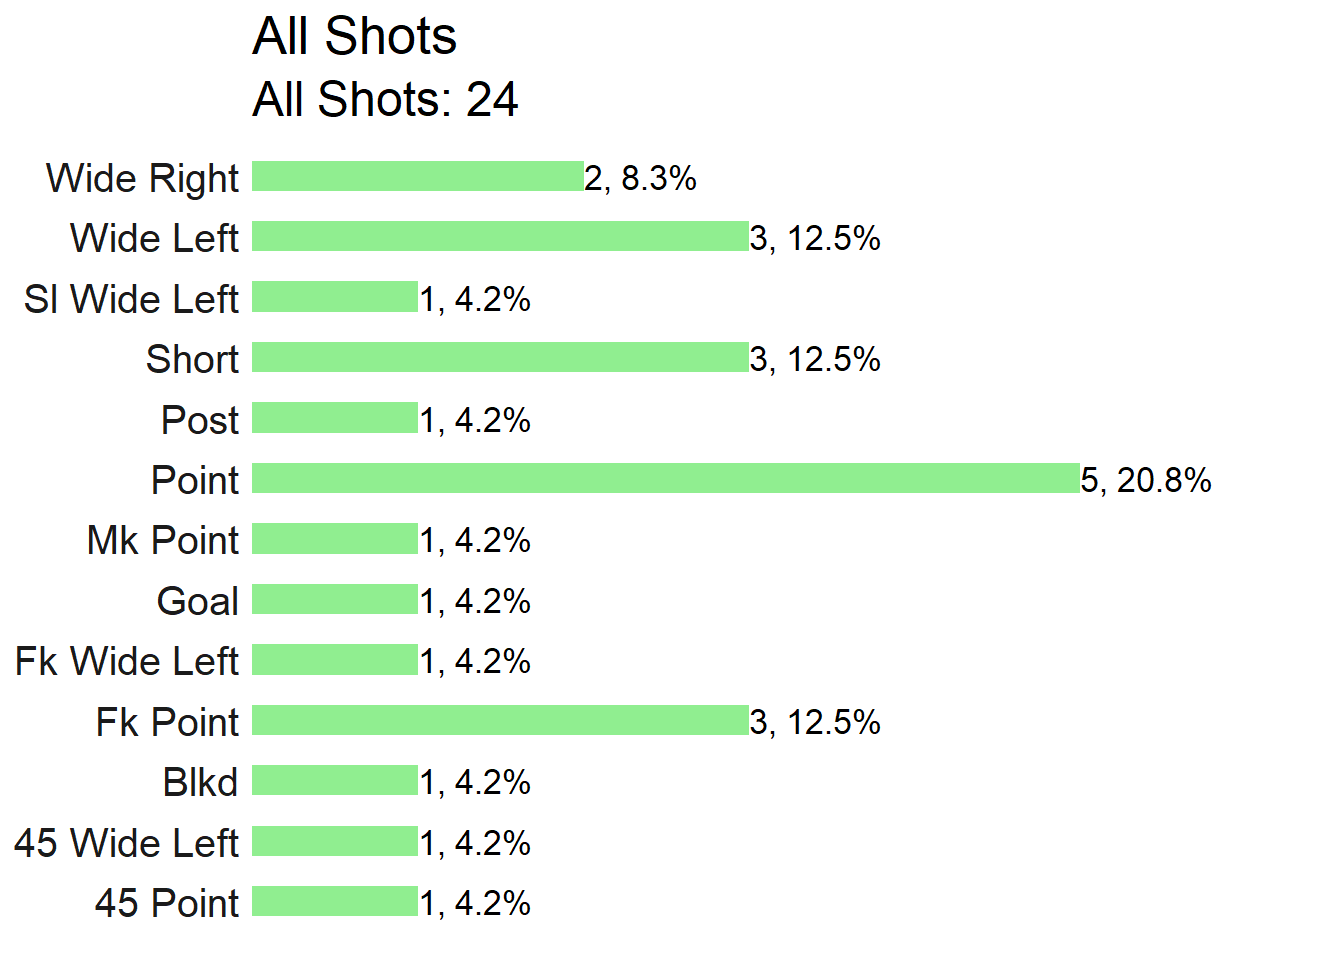 All Shots
All Shots: 24
Wide Right 2, 8.3%
Wide Left 3, 12.5%
Sl Wide Left 1, 4.2%
Short 3, 12.5%
Post 1, 4.2%
Point 5, 20.8%
Mk Point 1, 4.2%
Goal 1, 4.2%
Fk Wide Left 1, 4.2%
Fk Point 3, 12.5%
Blkd 1, 4.2%
45 Wide Left 1, 4.2%
45 Point 1, 4.2%